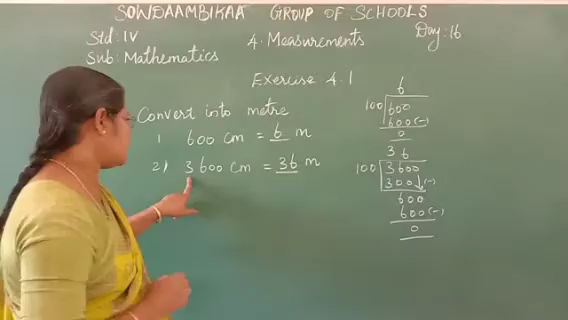 SOWDAAMBIKAA GROUP OF SCHOOLS
Std: IV
4. Measurements
Day: 16
Sub: Mathematics
Exercise 4.1
Convert into metre
1 600 cm = 6 m
2) 3600 cm = 36 m
6
100 600
600 (-)
0
36
100 3600
300↓(-)
600
600 (-)
0